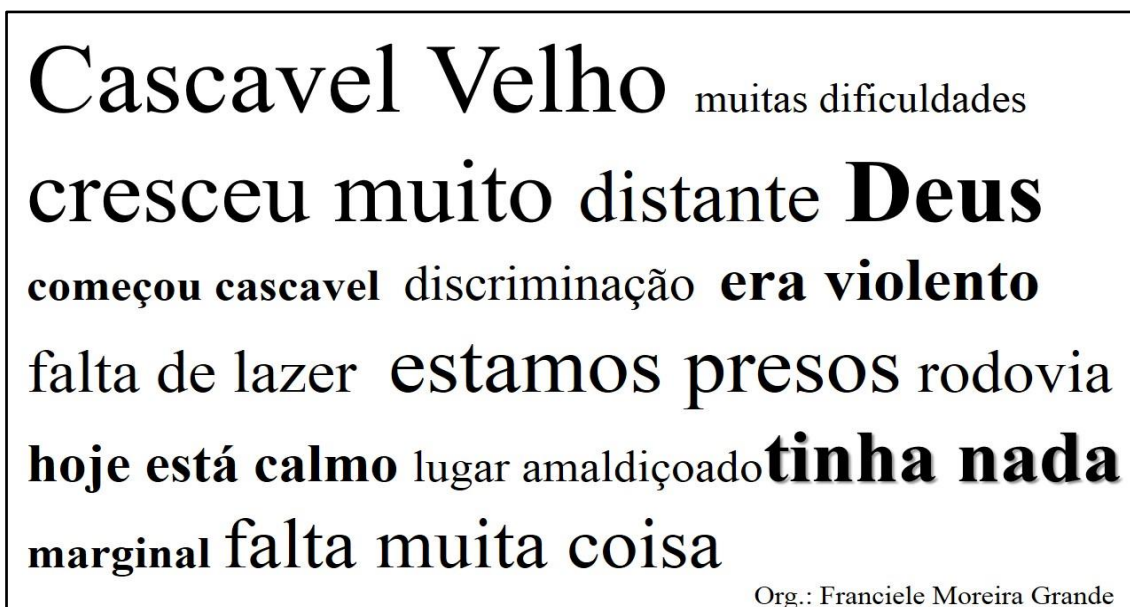 Cascavel Velho muitas dificuldades
cresceu muito distante Deus
começou cascavel discriminação era violento
falta de lazer estamos presos rodovia
hoje está calmo lugar amaldiçoado tinha nada
marginal falta muita coisa
Org.: Franciele Moreira Grande